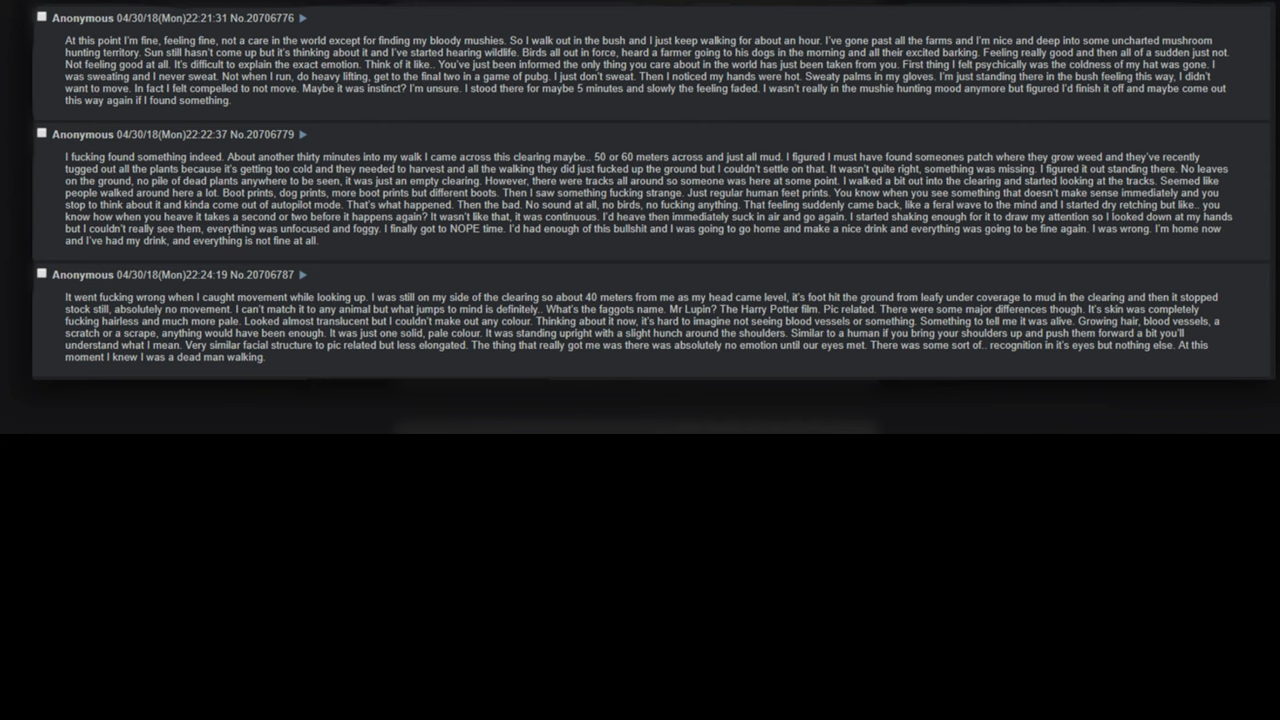 Anonymous 04/30/18(Mon)22:21:31 No.20706776
At this point I'm fine, feeling fine, not a care in the world except for finding my bloody mushies. So I walk out in the bush and I just keep walking for about an hour. I've gone past all the farms and I'm nice and deep into some uncharted mushroom
hunting territory. Sun still hasn't come up but it's thinking about it and I've started hearing wildlife. Birds all out in force, heard a farmer going to his dogs in the morning and all their excited barking. Feeling really good and then all of a sudden just not.
Not feeling good at all. It's difficult to explain the exact emotion. Think of it like.. You've just been informed the only thing you care about in the world has just been taken from you. First thing I felt psychically was the coldness of my hat was gone. I
was sweating and I never sweat. Not when I run, do heavy lifting, get to the final two in a game of pubg. I just don't sweat. Then I noticed my hands were hot. Sweaty palms in my gloves. I'm just standing there in the bush feeling this way, I didn't
want to move. In fact I felt compelled to not move. Maybe it was instinct? I'm unsure. I stood there for maybe 5 minutes and slowly the feeling faded. I wasn't really in the mushie hunting mood anymore but figured I'd finish it off and maybe come out
this way again if I found something.
Anonymous 04/30/18(Mon)22:22:37 No.20706779
I fucking found something indeed. About another thirty minutes into my walk I came across this clearing maybe.. 50 or 60 meters across and just all mud. I figured I must have found someones patch where they grow weed and they've recently
tugged out all the plants because it's getting too cold and they needed to harvest and all the walking they did just fucked up the ground but I couldn't settle on that. It wasn't quite right, something was missing. I figured it out standing there. No leaves
on the ground, no pile of dead plants anywhere to be seen, it was just an empty clearing. However, there were tracks all around so someone was here at some point. I walked a bit out into the clearing and started looking at the tracks. Seemed like
people walked around here a lot. Boot prints, dog prints, more boot prints but different boots. Then I saw something fucking strange. Just regular human feet prints. You know when you see something that doesn't make sense immediately and you
stop to think about it and kinda come out of autopilot mode. That's what happened. Then the bad. No sound at all, no birds, no fucking anything. That feeling suddenly came back, like a feral wave to the mind and I started dry retching but like.. you
know how when you heave it takes a second or two before it happens again? It wasn't like that, it was continuous. I'd heave then immediately suck in air and go again. I started shaking enough for it to draw my attention so I looked down at my hands
but I couldn't really see them, everything was unfocused and foggy. I finally got to NOPE time. I'd had enough of this bullshit and I was going to go home and make a nice drink and everything was going to be fine again. I was wrong. I'm home now
and I've had my drink, and everything is not fine at all.
Anonymous 04/30/18(Mon)22:24:19 No.20706787
It went fucking wrong when I caught movement while looking up. I was still on my side of the clearing so about 40 meters from me as my head came level, it's foot hit the ground from leafy under coverage to mud in the clearing and then it stopped
stock still, absolutely no movement. I can't match it to any animal but what jumps to mind is definitely.. What's the faggots name. Mr Lupin? The Harry Potter film. Pic related. There were some major differences though. It's skin was completely
fucking hairless and much more pale. Looked almost translucent but I couldn't make out any colour. Thinking about it now, it's hard to imagine not seeing blood vessels or something. Something to tell me it was alive. Growing hair, blood vessels, a
scratch or a scrape, anything would have been enough. It was just one solid, pale colour. It was standing upright with a slight hunch around the shoulders. Similar to a human if you bring your shoulders up and push them forward a bit you'll
understand what I mean. Very similar facial structure to pic related but less elongated. The thing that really got me was there was absolutely no emotion until our eyes met. There was some sort of.. recognition in it's eyes but nothing else. At this
moment I knew I was a dead man walking.